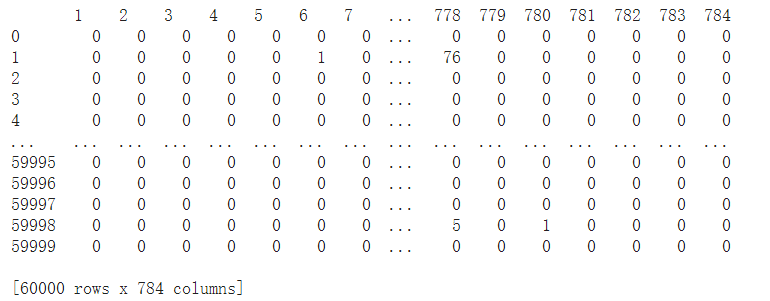 1 2 3 4 5 6 7 ... 778 779 780 781 782 783 784
0 0 0 0 0 0 0 0 ... 0 0 0 0 0 0 0
1 0 0 0 0 0 1 0 ... 76 0 0 0 0 0 0
2 0 0 0 0 0 0 0 ... 0 0 0 0 0 0 0
3 0 0 0 0 0 0 0 ... 0 0 0 0 0 0 0
4 0 0 0 0 0 0 0 ... 0 0 0 0 0 0 0
... ... ... ... ... ... ... ... ... ... ... ... ... ... ... ...
59995 0 0 0 0 0 0 0 ... 0 0 0 0 0 0 0
59996 0 0 0 0 0 0 0 ... 0 0 0 0 0 0 0
59997 0 0 0 0 0 0 0 ... 0 0 0 0 0 0 0
59998 0 0 0 0 0 0 0 ... 5 0 1 0 0 0 0
59999 0 0 0 0 0 0 0 ... 0 0 0 0 0 0 0
[60000 rows x 784 columns]